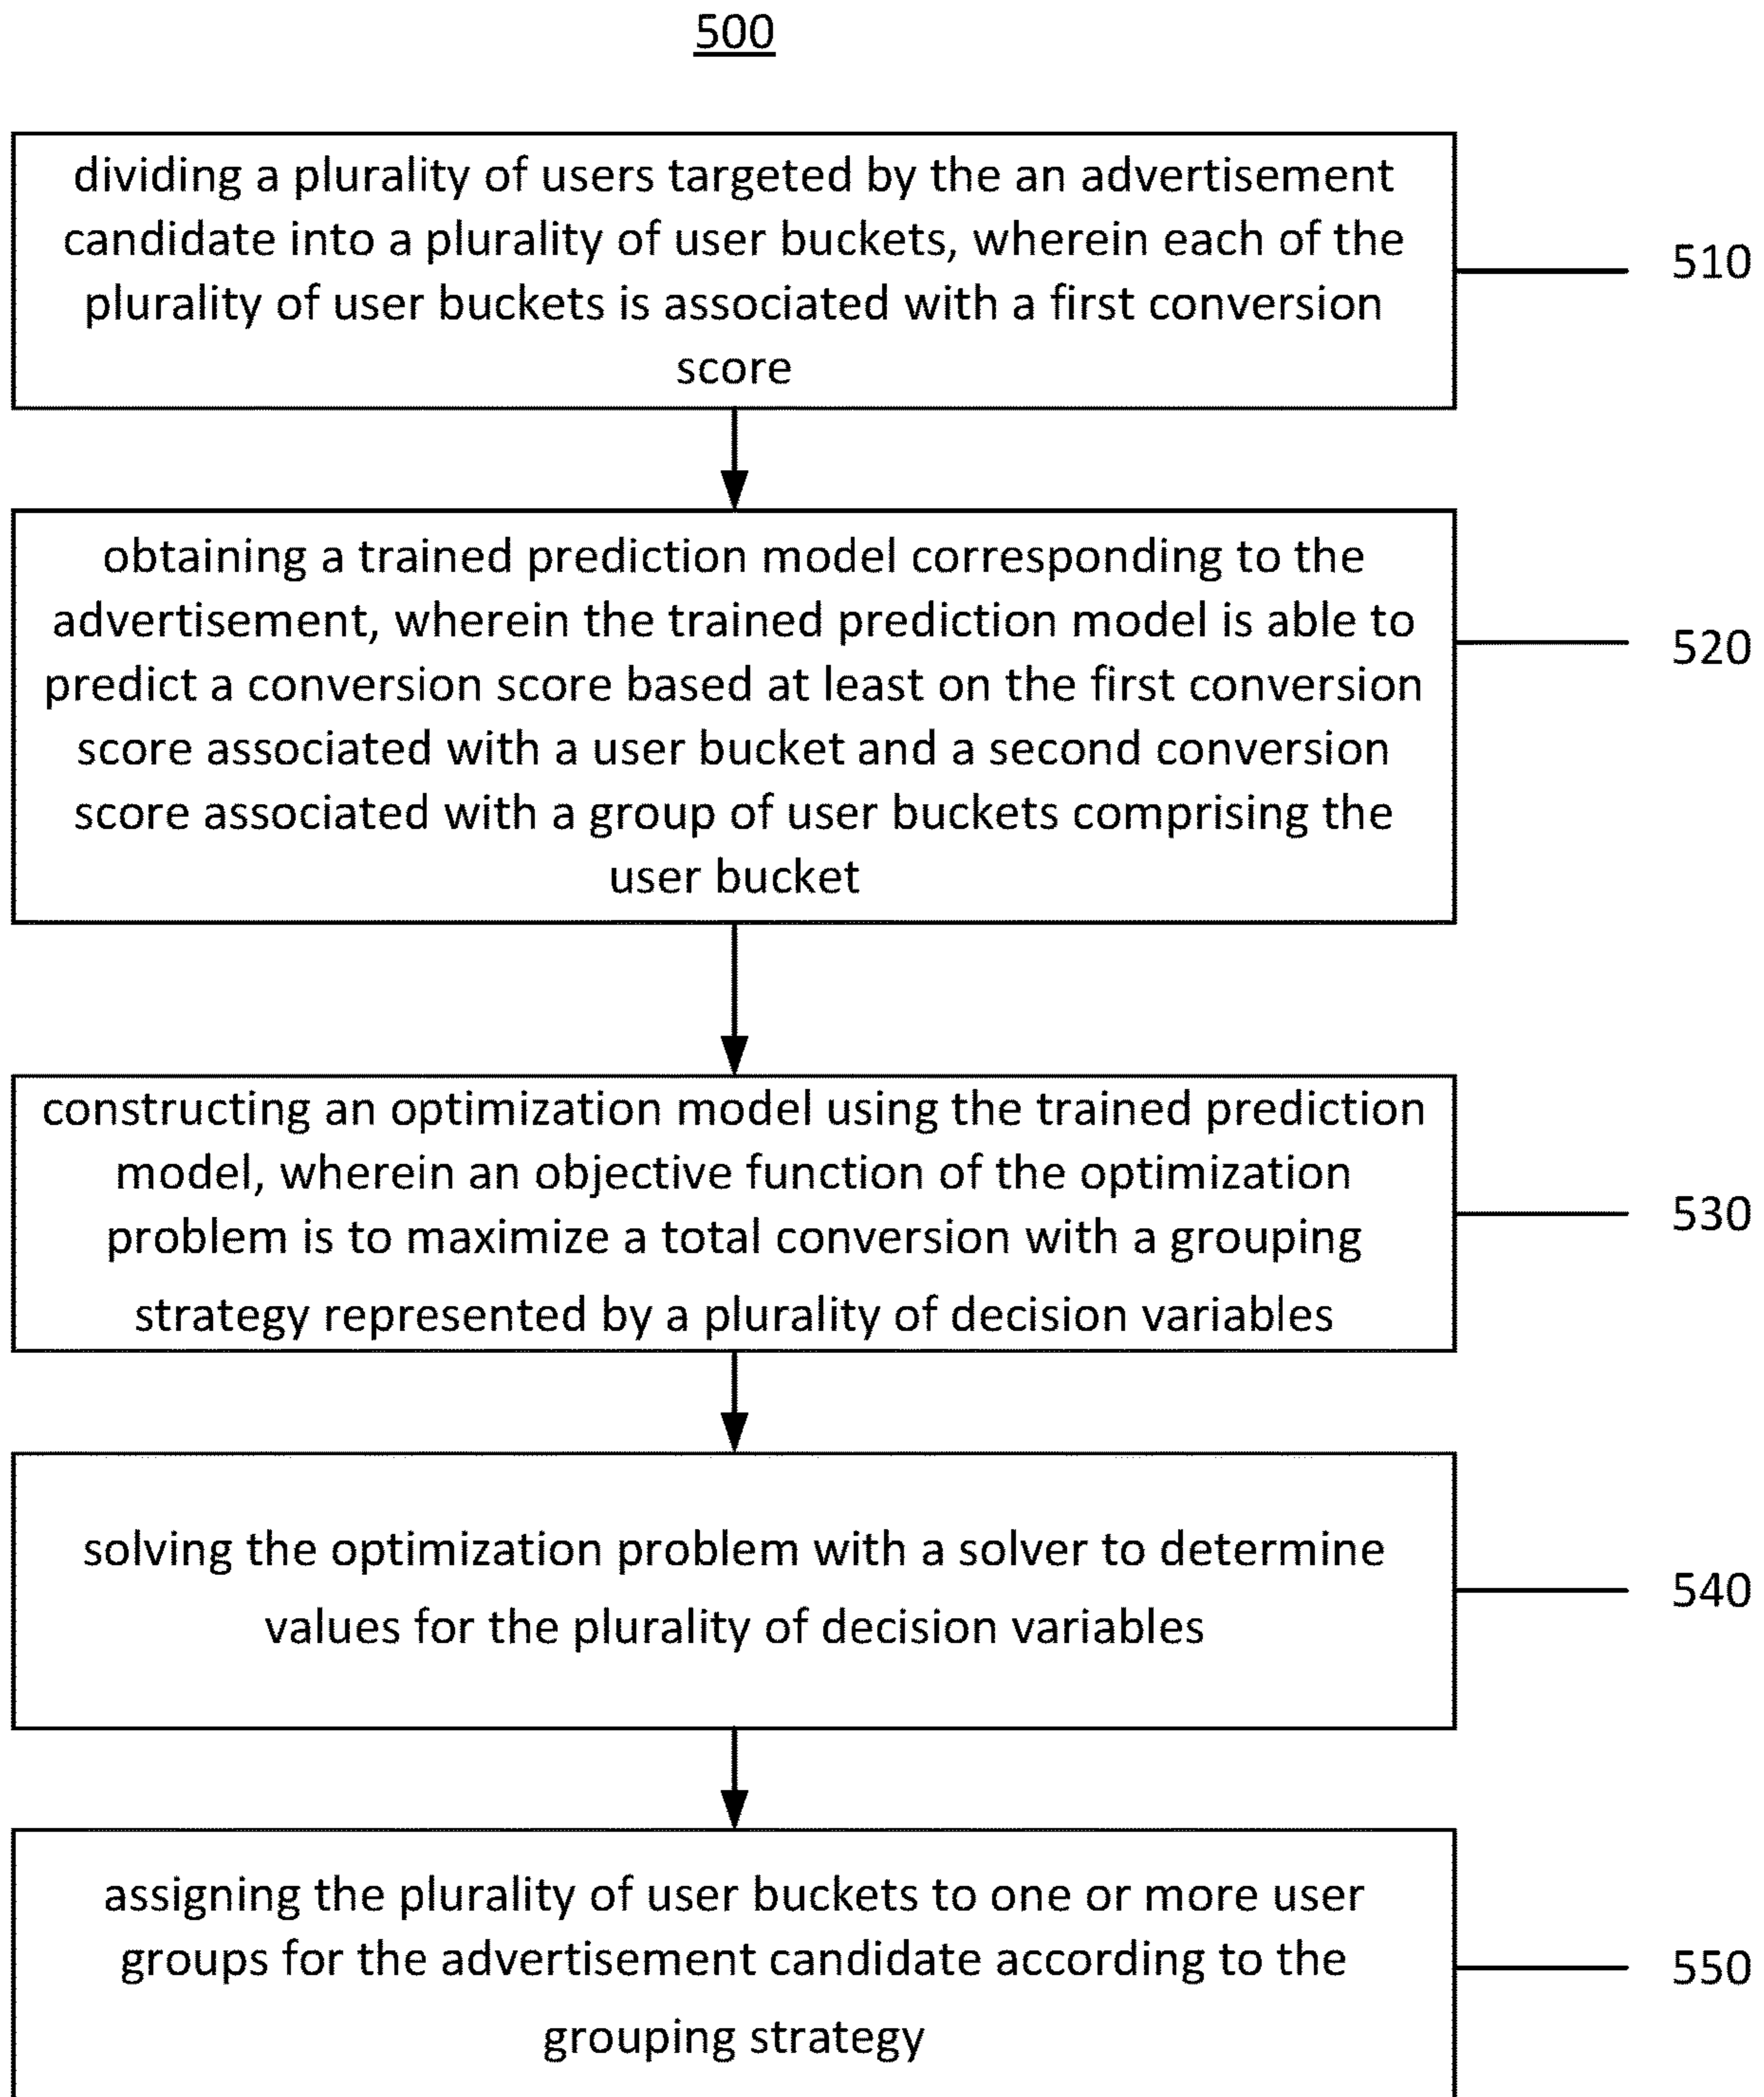 500
dividing a plurality of users targeted by the an advertisement
candidate into a plurality of user buckets, wherein each of the
plurality of user buckets is associated with a first conversion
score
510
obtaining a trained prediction model corresponding to the
advertisement, wherein the trained prediction model is able to
predict a conversion score based at least on the first conversion
score associated with a user bucket and a second conversion
score associated with a group of user buckets comprising the
user bucket
520
constructing an optimization model using the trained prediction
model, wherein an objective function of the optimization
problem is to maximize a total conversion with a grouping
strategy represented by a plurality of decision variables
530
solving the optimization problem with a solver to determine
values for the plurality of decision variables
540
assigning the plurality of user buckets to one or more user
groups for the advertisement candidate according to the
grouping strategy
550